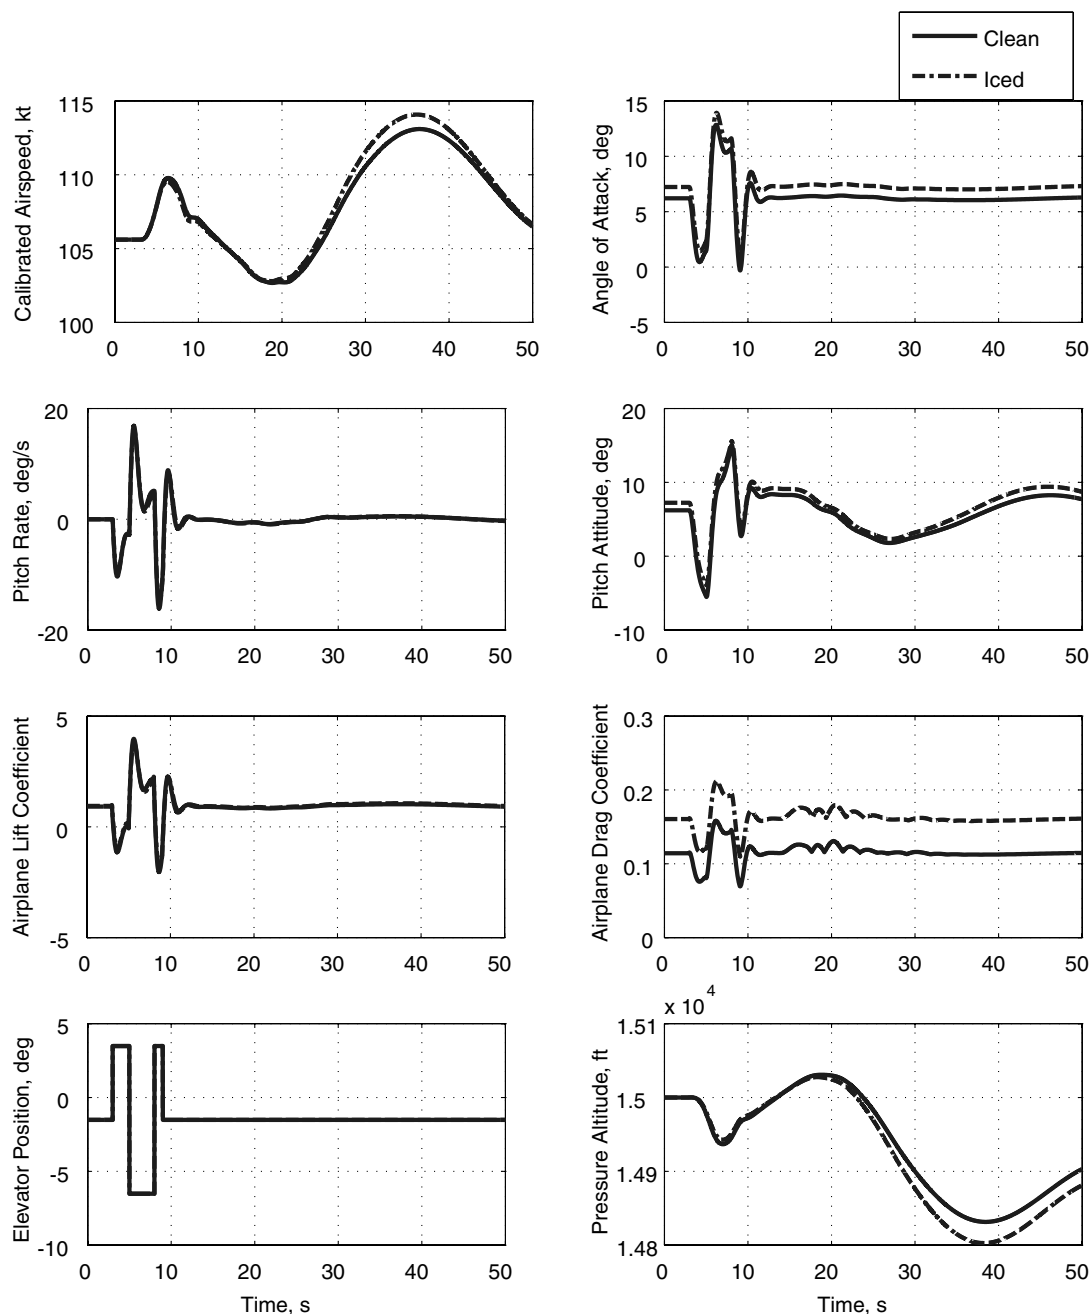 Clean
Iced
Calibrated Airspeed, kt
115
110
105
100
0 10 20 30 40 50
Angle of Attack, deg
15
10
5
0
-5
0 10 20 30 40 50
Pitch Rate, deg/s
20
0
-20
0 10 20 30 40 50
Pitch Attitude, deg
20
10
0
-10
0 10 20 30 40 50
Airplane Lift Coefficient
5
0
-5
0 10 20 30 40 50
Airplane Drag Coefficient
0.3
0.2
0.1
0
0 10 20 30 40 50
Elevator Position, deg
5
0
-5
-10
0 10 20 30 40 50
Time, s
x 10^4
Pressure Altitude, ft
1.51
1.5
1.49
1.48
0 10 20 30 40 50
Time, s